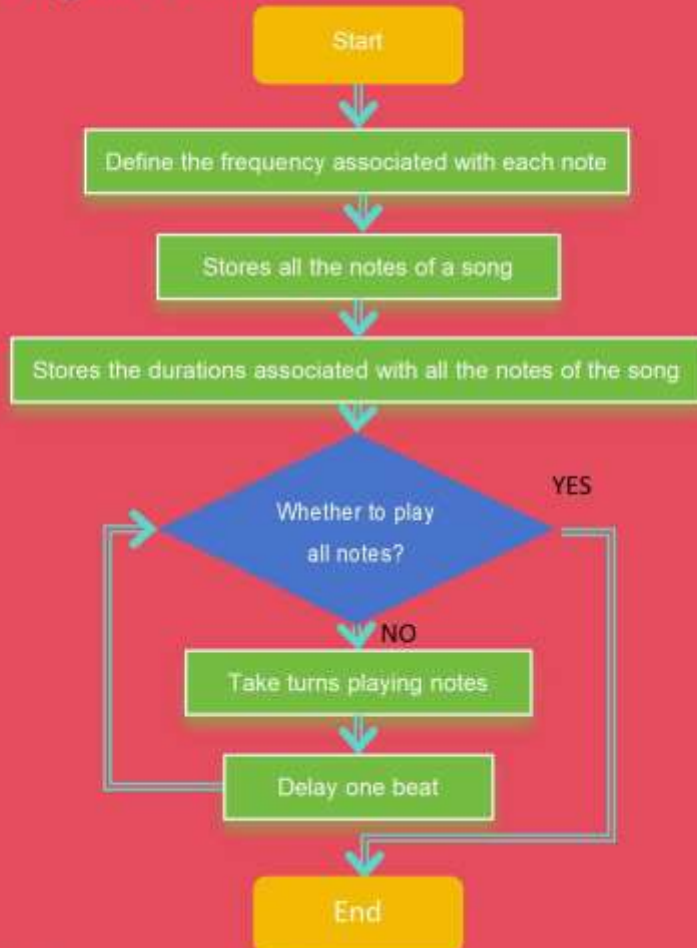 Start
Define the frequency associated with each note
Stores all the notes of a song
Stores the durations associated with all the notes of the song
Whether to play
all notes?
YES
NO
Take turns playing notes
Delay one beat
End